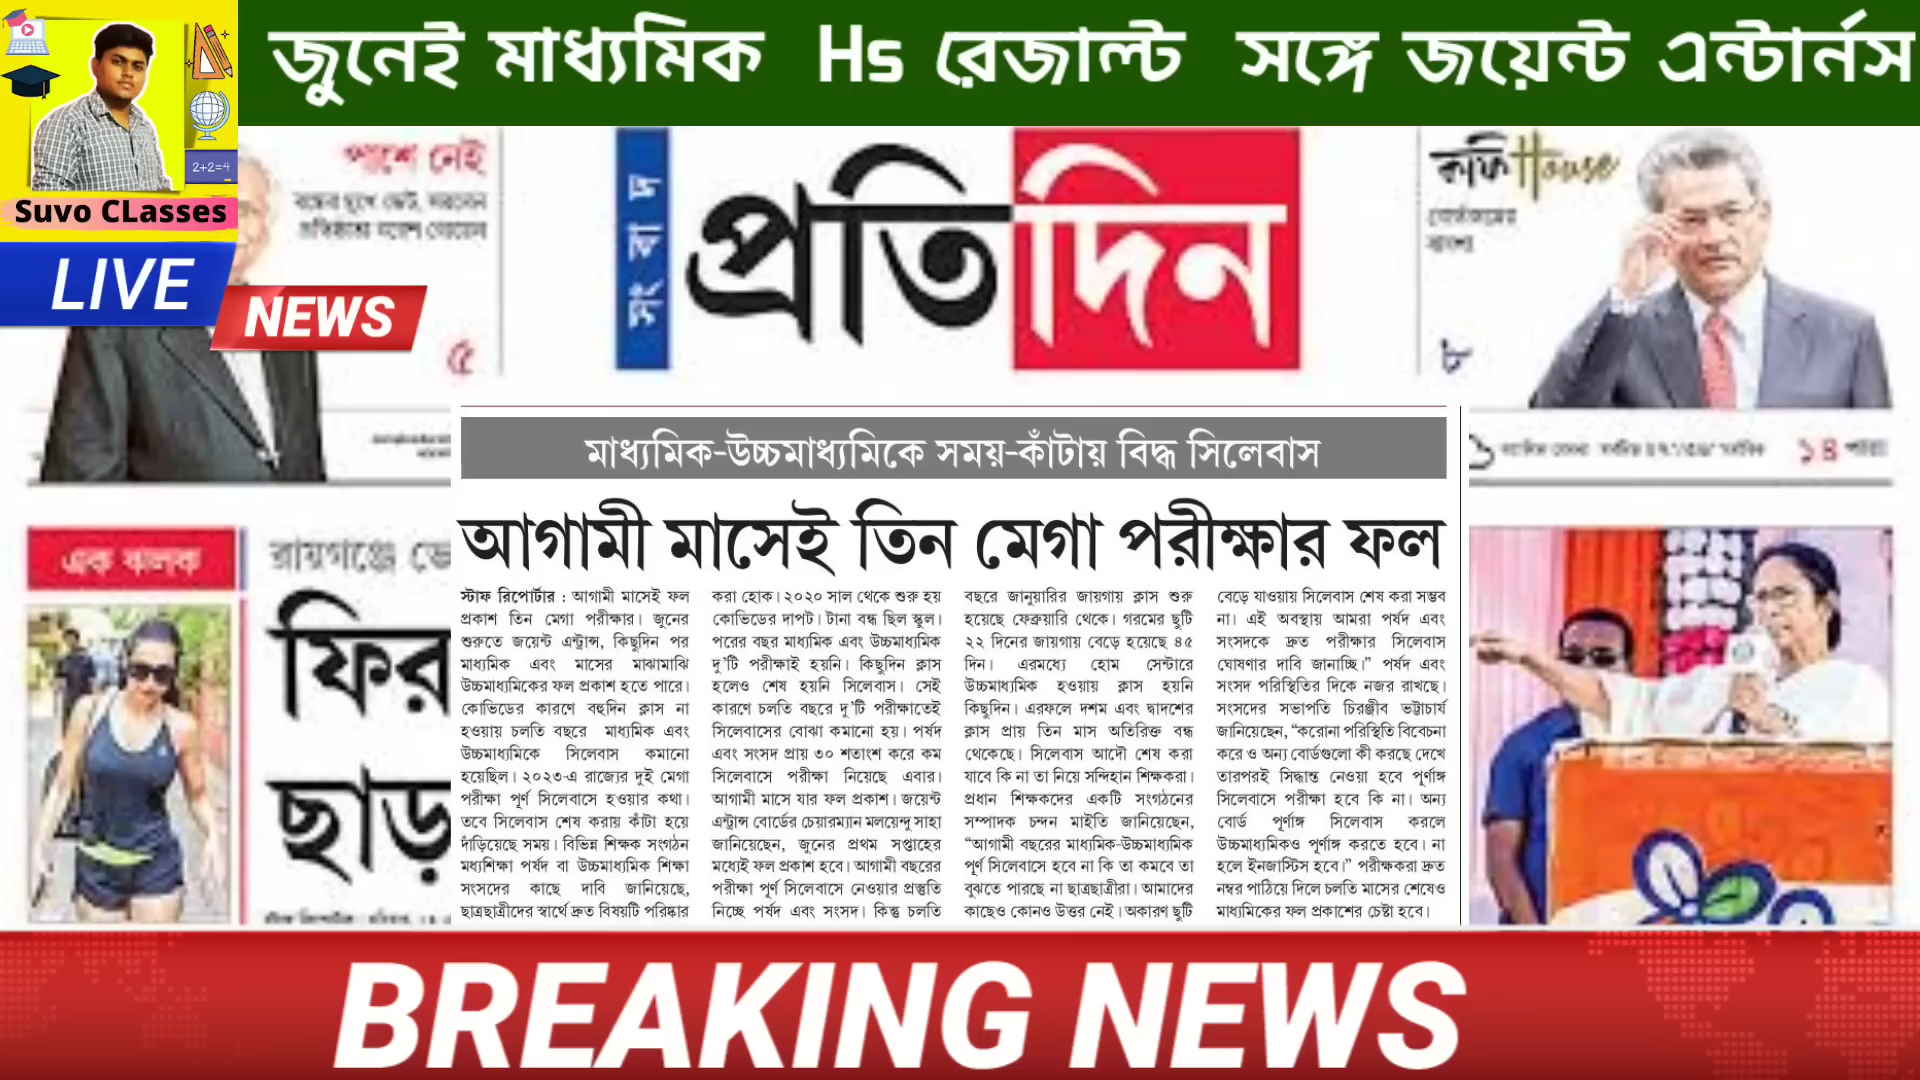 জুনেই মাধ্যমিক Hs রেজাল্ট সঙ্গে জয়েন্ট এন্টার্নস
2+2=4
Suvo CLasses
LIVE
NEWS
পাশে নেই
৫
সংবাদ
প্রতিদিন
কফি House
৮
১৪
মাধ্যমিক-উচ্চমাধ্যমিকে সময়-কাঁটায় বিদ্ধ সিলেবাস
আগামী মাসেই তিন মেগা পরীক্ষার ফল
স্টাফ রিপোর্টার : আগামী মাসেই ফল
প্রকাশ তিন মেগা পরীক্ষার। জুনের
শুরুতে জয়েন্ট এন্ট্রান্স, কিছুদিন পর
মাধ্যমিক এবং মাসের মাঝামাঝি
উচ্চমাধ্যমিকের ফল প্রকাশ হতে পারে।
কোভিডের কারণে বহুদিন ক্লাস না
হওয়ায় চলতি বছরে মাধ্যমিক এবং
উচ্চমাধ্যমিকে সিলেবাস কমানো
হয়েছিল। ২০২৩-এ রাজ্যের দুই মেগা
পরীক্ষা পূর্ণ সিলেবাসে হওয়ার কথা।
তবে সিলেবাস শেষ করায় কাঁটা হয়ে
দাঁড়িয়েছে সময়। বিভিন্ন শিক্ষক সংগঠন
মধ্যশিক্ষা পর্ষদ বা উচ্চমাধ্যমিক শিক্ষা
সংসদের কাছে দাবি জানিয়েছে,
ছাত্রছাত্রীদের স্বার্থে দ্রুত বিষয়টি পরিষ্কার
করা হোক। ২০২০ সাল থেকে শুরু হয়
কোভিডের দাপট। টানা বন্ধ ছিল স্কুল।
পরের বছর মাধ্যমিক এবং উচ্চমাধ্যমিক
দু'টি পরীক্ষাই হয়নি। কিছুদিন ক্লাস
হলেও শেষ হয়নি সিলেবাস। সেই
কারণে চলতি বছরে দু'টি পরীক্ষাতেই
সিলেবাসের বোঝা কমানো হয়। পর্ষদ
এবং সংসদ প্রায় ৩০ শতাংশ করে কম
সিলেবাসে পরীক্ষা নিয়েছে এবার।
আগামী মাসে যার ফল প্রকাশ। জয়েন্ট
এন্ট্রান্স বোর্ডের চেয়ারম্যান মলয়েন্দু সাহা
জানিয়েছেন, জুনের প্রথম সপ্তাহের
মধ্যেই ফল প্রকাশ হবে। আগামী বছরের
পরীক্ষা পূর্ণ সিলেবাসে নেওয়ার প্রস্তুতি
নিচ্ছে পর্ষদ এবং সংসদ। কিন্তু চলতি
বছরে জানুয়ারির জায়গায় ক্লাস শুরু
হয়েছে ফেব্রুয়ারি থেকে। গরমের ছুটি
২২ দিনের জায়গায় বেড়ে হয়েছে ৪৫
দিন। এরমধ্যে হোম সেন্টারে
উচ্চমাধ্যমিক হওয়ায় ক্লাস হয়নি
কিছুদিন। এরফলে দশম এবং দ্বাদশের
ক্লাস প্রায় তিন মাস অতিরিক্ত বন্ধ
থেকেছে। সিলেবাস আদৌ শেষ করা
যাবে কি না তা নিয়ে সন্দিহান শিক্ষকরা।
প্রধান শিক্ষকদের একটি সংগঠনের
সম্পাদক চন্দন মাইতি জানিয়েছেন,
“আগামী বছরের মাধ্যমিক-উচ্চমাধ্যমিক
পূর্ণ সিলেবাসে হবে না কি তা কমবে তা
বুঝতে পারছে না ছাত্রছাত্রীরা। আমাদের
কাছেও কোনও উত্তর নেই। অকারণ ছুটি
বেড়ে যাওয়ায় সিলেবাস শেষ করা সম্ভব
না। এই অবস্থায় আমরা পর্ষদ এবং
সংসদকে দ্রুত পরীক্ষার সিলেবাস
ঘোষণার দাবি জানাচ্ছি।” পর্ষদ এবং
সংসদ পরিস্থিতির দিকে নজর রাখছে।
সংসদের সভাপতি চিরঞ্জীব ভট্টাচার্য
জানিয়েছেন, “করোনা পরিস্থিতি বিবেচনা
করে ও অন্য বোর্ডগুলো কী করছে দেখে
তারপরই সিদ্ধান্ত নেওয়া হবে পূর্ণাঙ্গ
সিলেবাসে পরীক্ষা হবে কি না। অন্য
বোর্ড পূর্ণাঙ্গ সিলেবাস করলে
উচ্চমাধ্যমিকও পূর্ণাঙ্গ করতে হবে। না
হলে ইনজাস্টিস হবে।” পরীক্ষকরা দ্রুত
নম্বর পাঠিয়ে দিলে চলতি মাসের শেষেও
মাধ্যমিকের ফল প্রকাশের চেষ্টা হবে।
এক ঝলক
রায়গঞ্জে
ফির
ছাড়
BREAKING NEWS